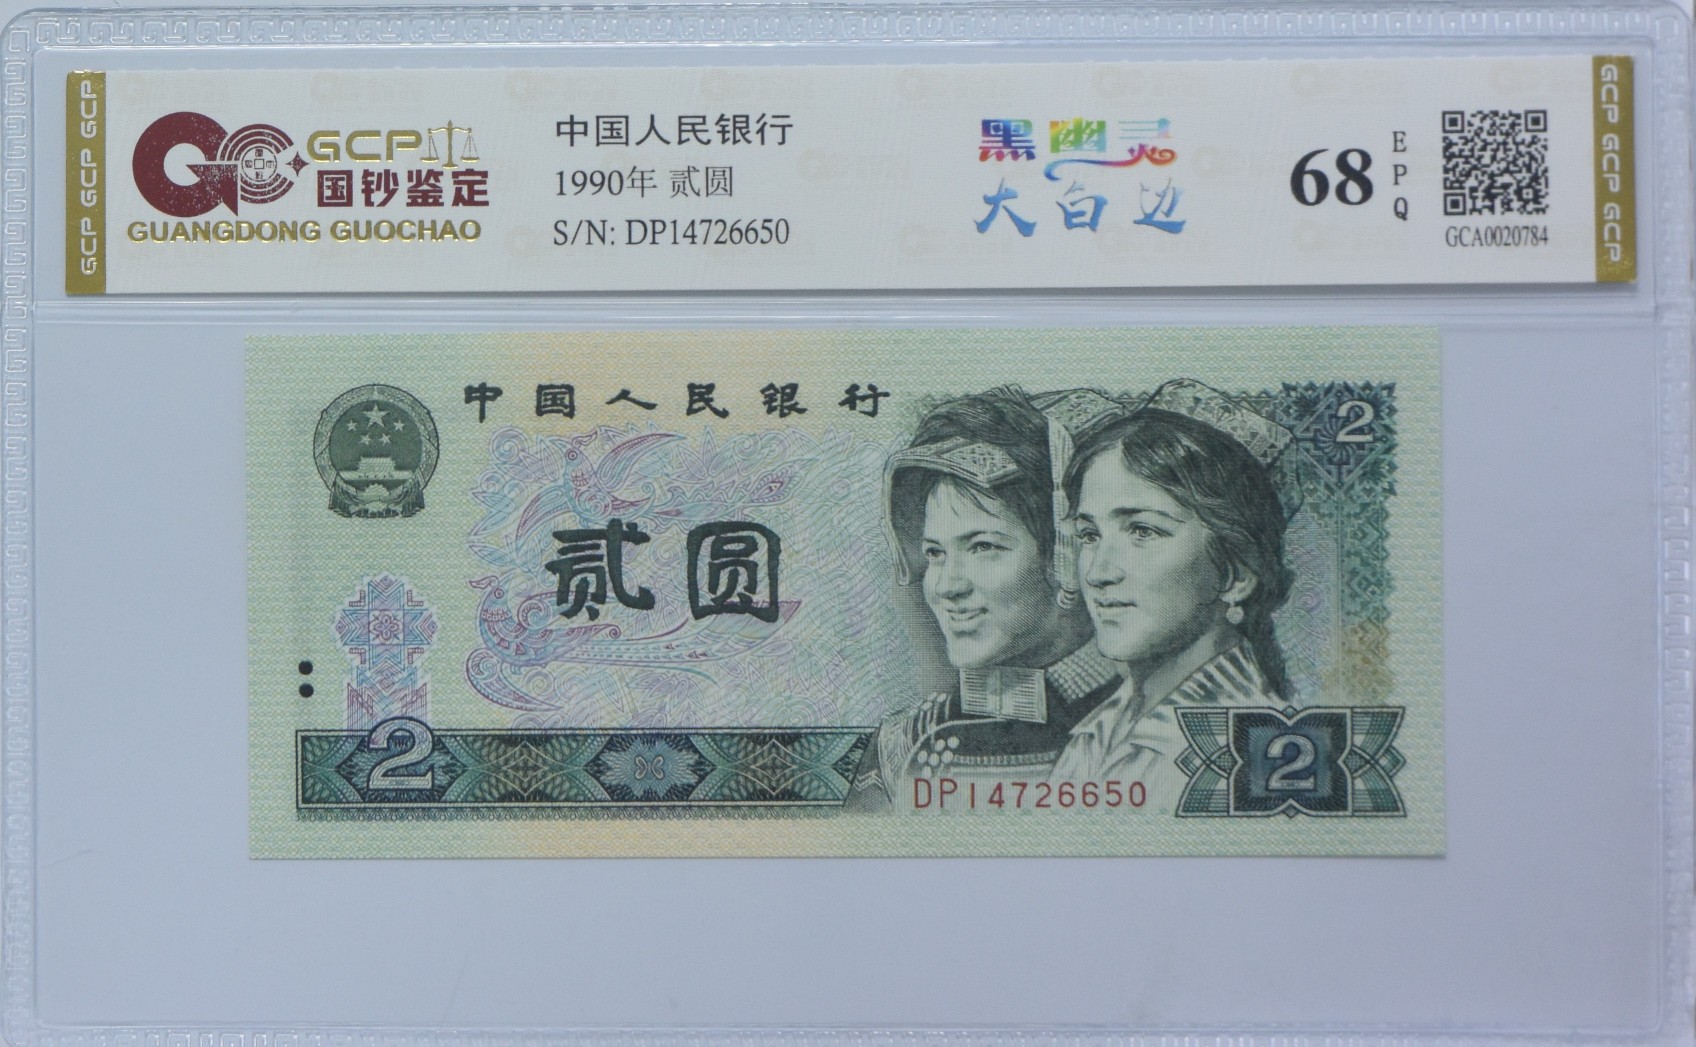 GCP GCP GCP
GCP
国钞鉴定
GUANGDONG GUOCHAO
中国人民银行
1990年 贰圆
S/N: DP14726650
黑幽灵
大白边
68
EPQ
GCA0020784
GCP GCP GCP
中国人民银行
2
贰圆
2
DP14726650
2